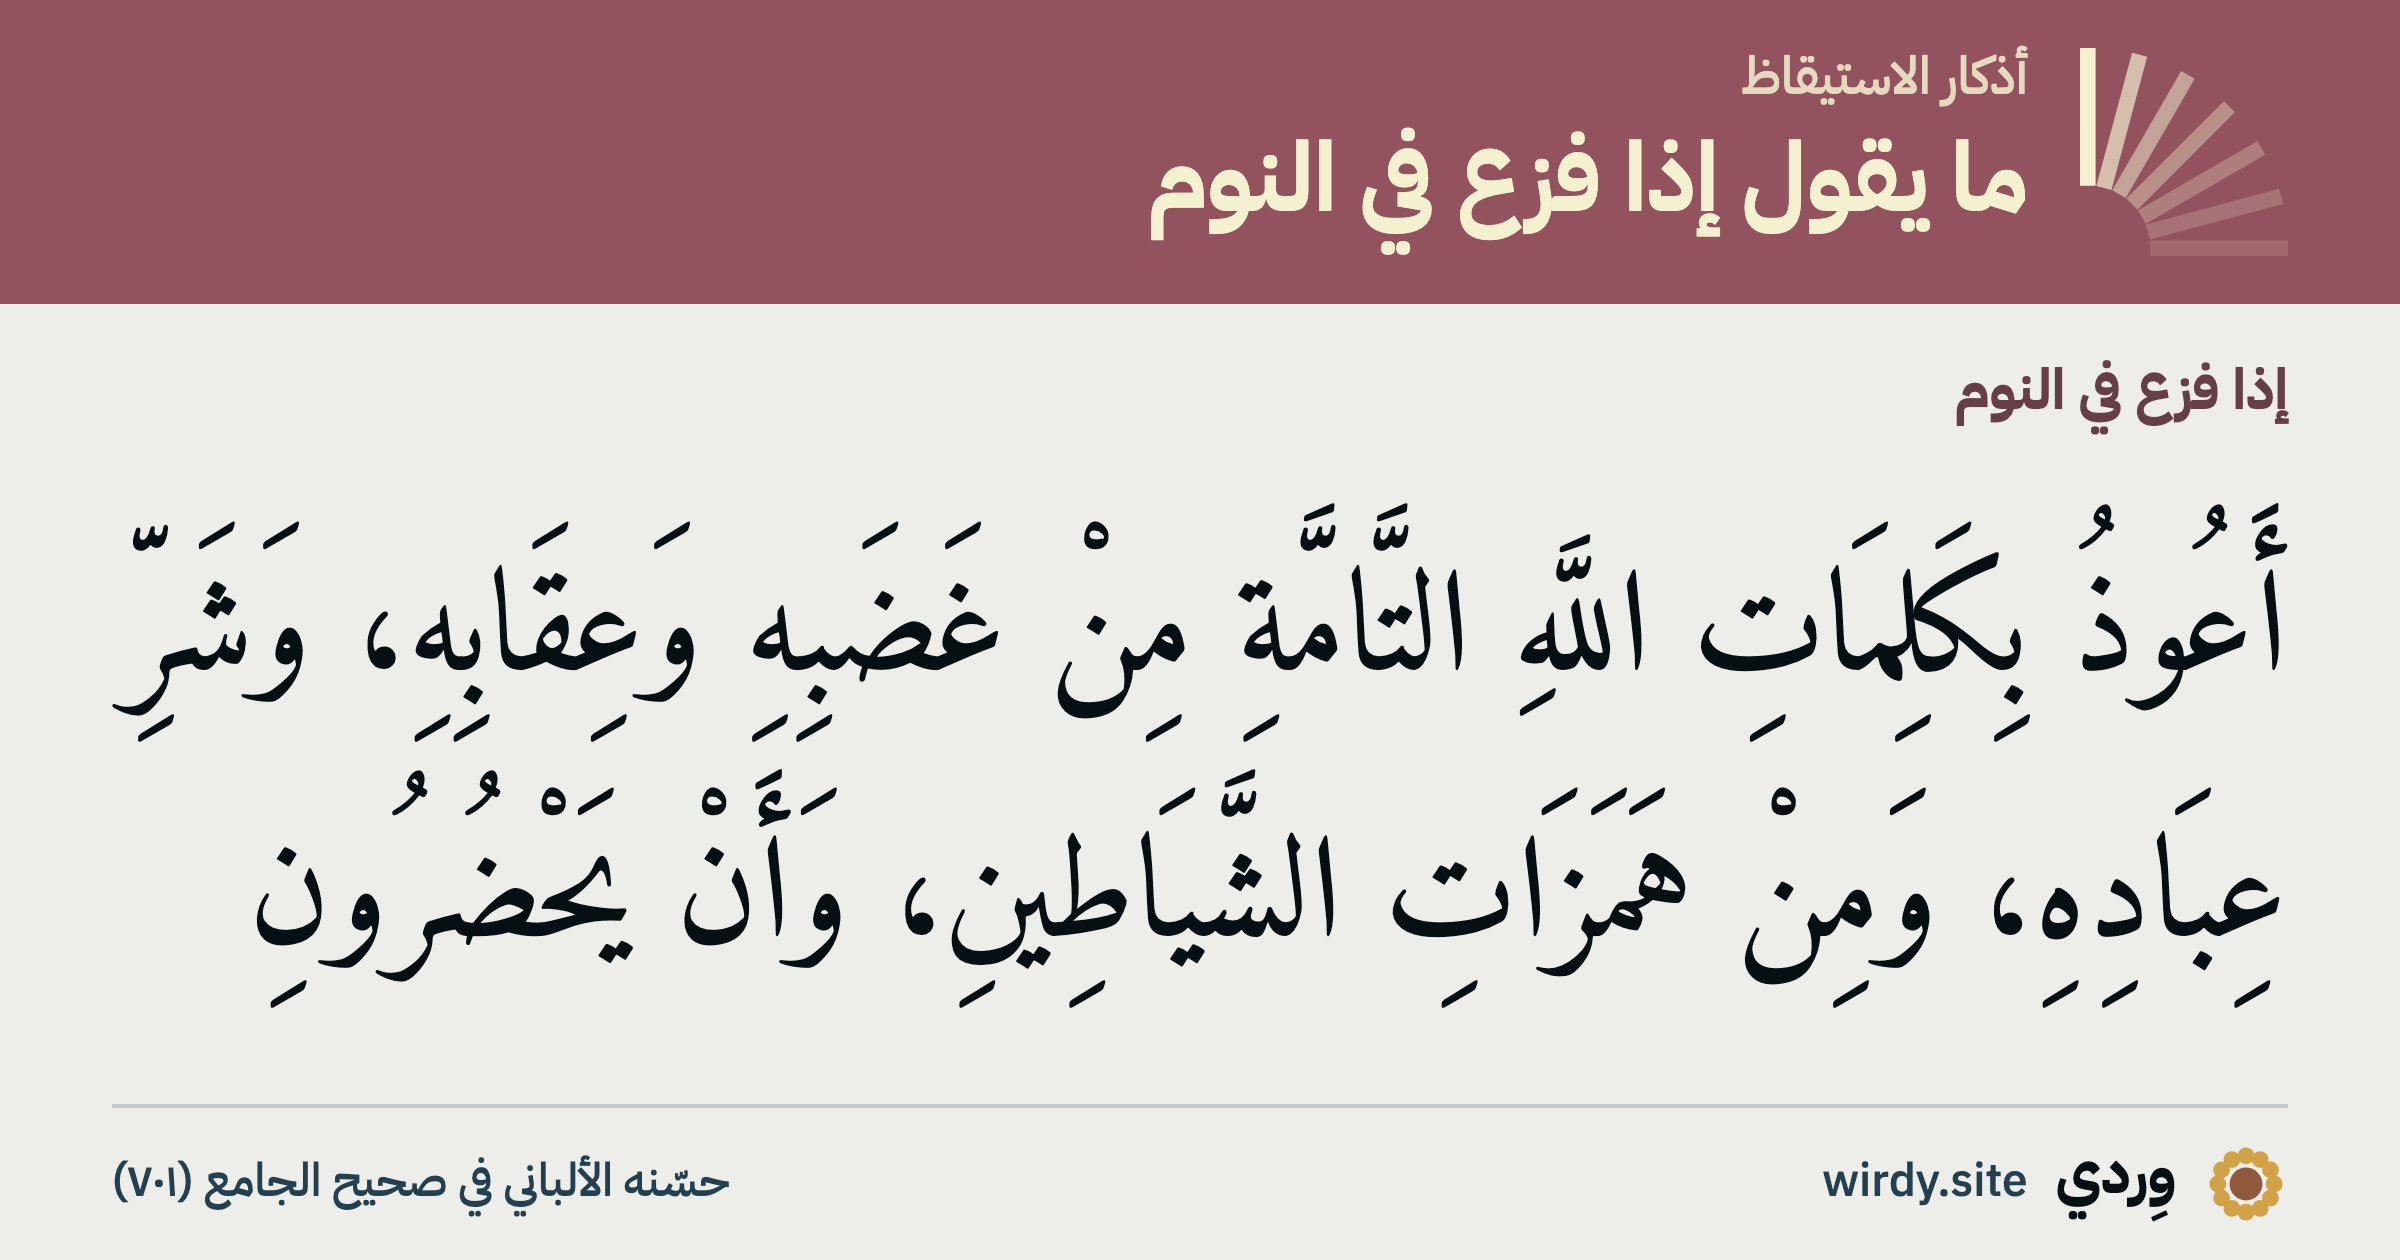 أذكار الاستيقاظ
ما يقول إذا فزع في النوم
إذا فزع في النوم
أَعُوذُ بِكَلِمَاتِ اللَّهِ التَّامَّةِ مِنْ غَضَبِهِ وَعِقَابِهِ، وَشَرِّ
عِبَادِهِ، وَمِنْ هَمَزَاتِ الشَّيَاطِينِ، وَأَنْ يَحْضُرُونِ
وِردي wirdy.site
حسّنه الألباني في صحيح الجامع (٧٠١)